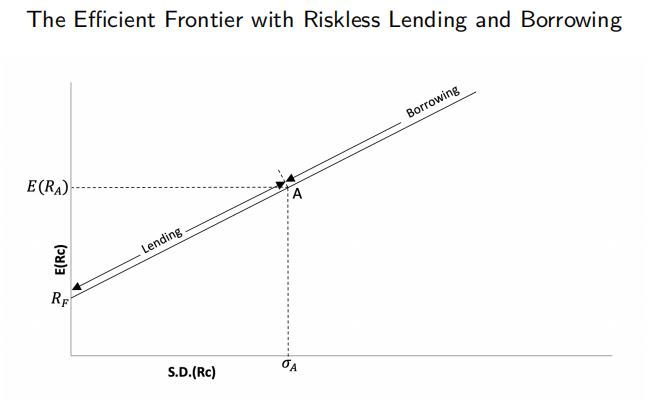 The Efficient Frontier with Riskless Lending and Borrowing
Borrowing
E(R_A)
A
Lending
E(Rc)
R_F
σ_A
S.D.(Rc)